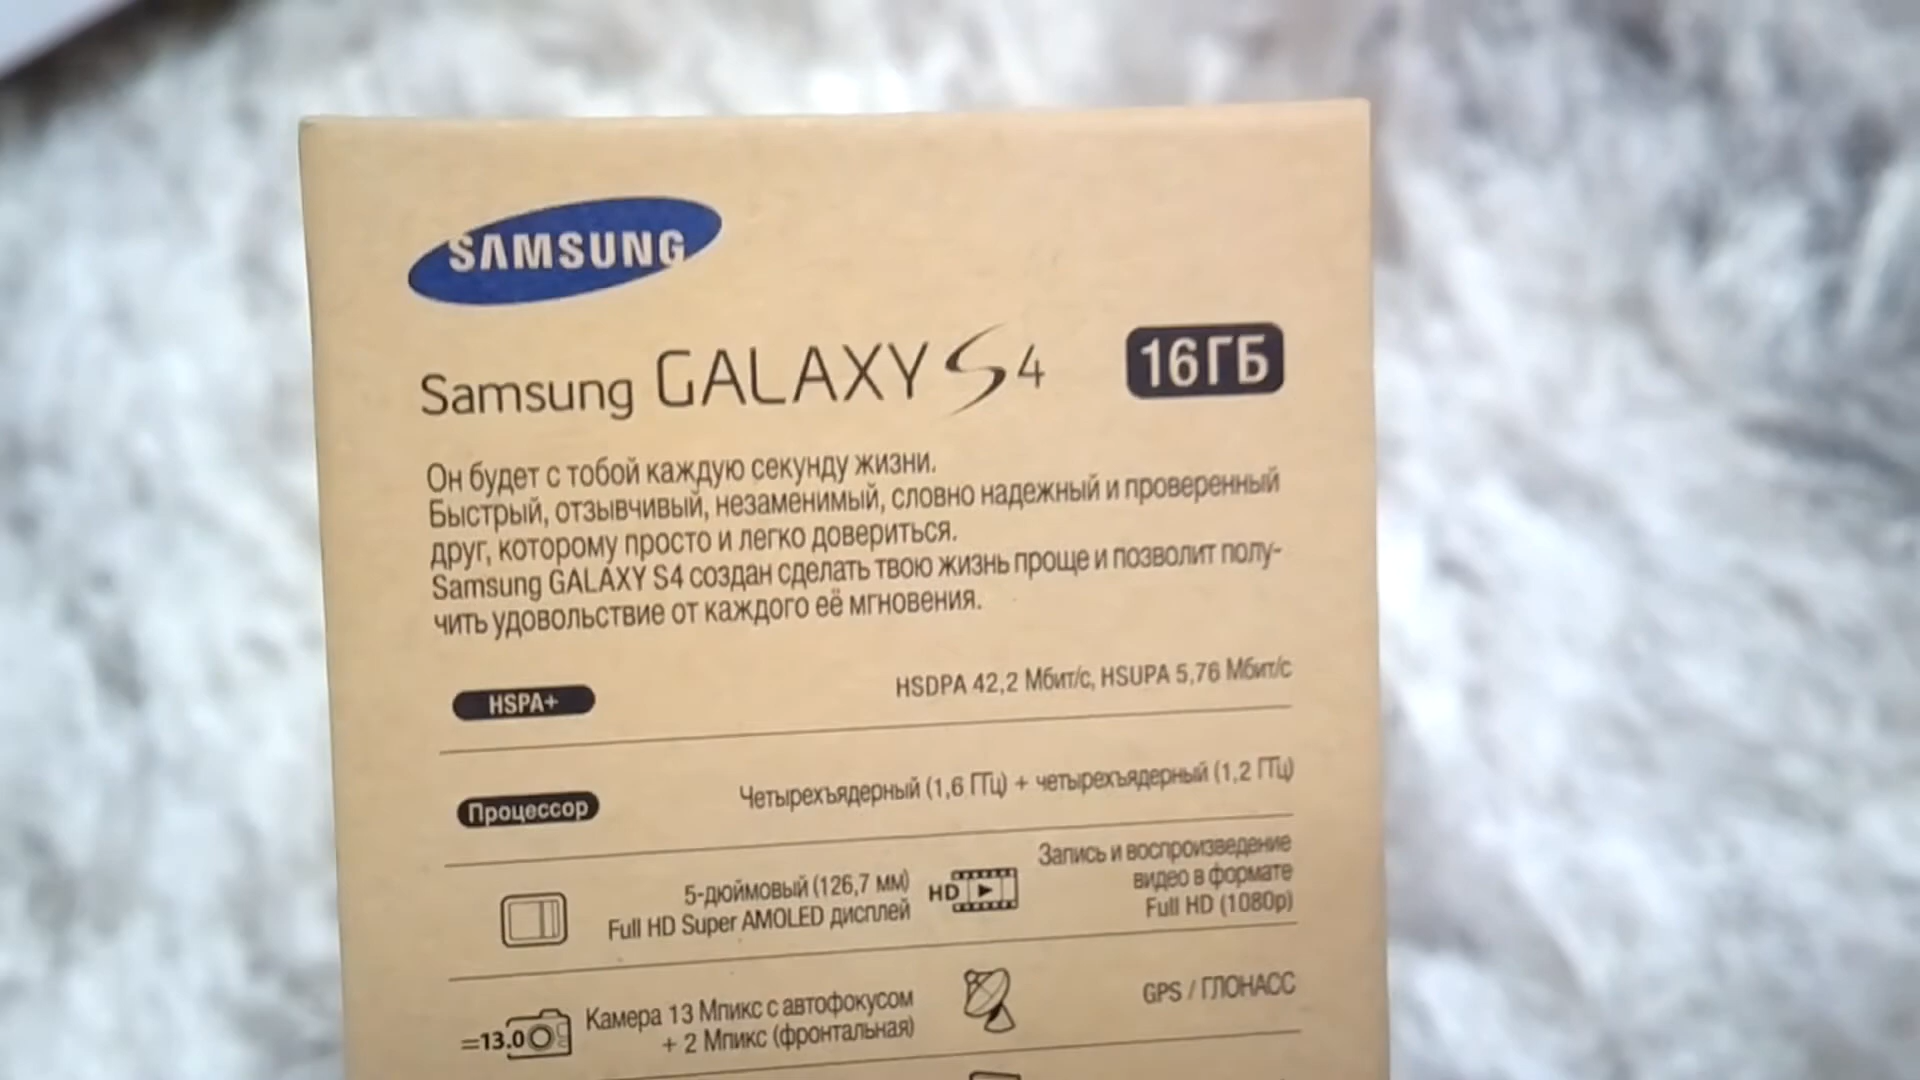 SAMSUNG
Samsung GALAXY S4 16ГБ
Он будет с тобой каждую секунду жизни.
Быстрый, отзывчивый, незаменимый, словно надежный и проверенный
друг, которому просто и легко довериться.
Samsung GALAXY S4 создан сделать твою жизнь проще и позволит полу-
чить удовольствие от каждого её мгновения.
HSPA+ HSDPA 42,2 Мбит/с, HSUPA 5,76 Мбит/с
Процессор Четырехъядерный (1,6 ГГц) + четырехъядерный (1,2 ГГц)
5-дюймовый (126,7 мм)
Full HD Super AMOLED дисплей
HD
Запись и воспроизведение
видео в формате
Full HD (1080p)
=13.0
Камера 13 Мпикс с автофокусом
+ 2 Мпикс (фронтальная)
GPS / ГЛОНАСС